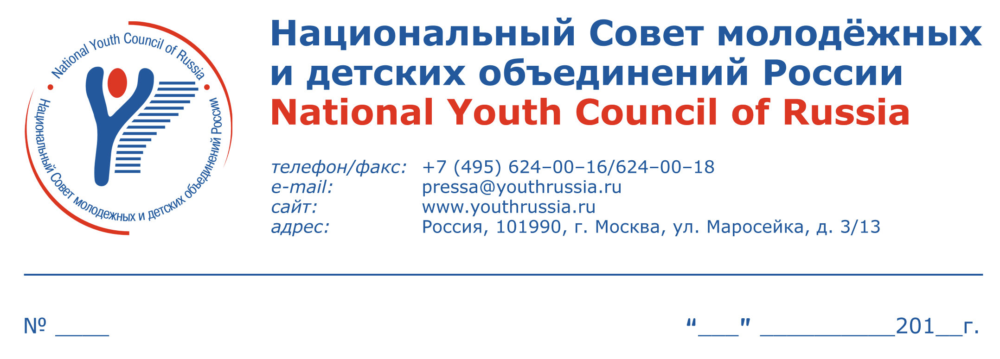 National Youth Council of Russia
Национальный Совет молодежных и детских объединений России
Национальный Совет молодёжных
и детских объединений России
National Youth Council of Russia
телефон/факс: +7 (495) 624–00–16/624–00–18
e-mail: pressa@youthrussia.ru
сайт: www.youthrussia.ru
адрес: Россия, 101990, г. Москва, ул. Маросейка, д. 3/13
№ ____ “___” __________201__г.